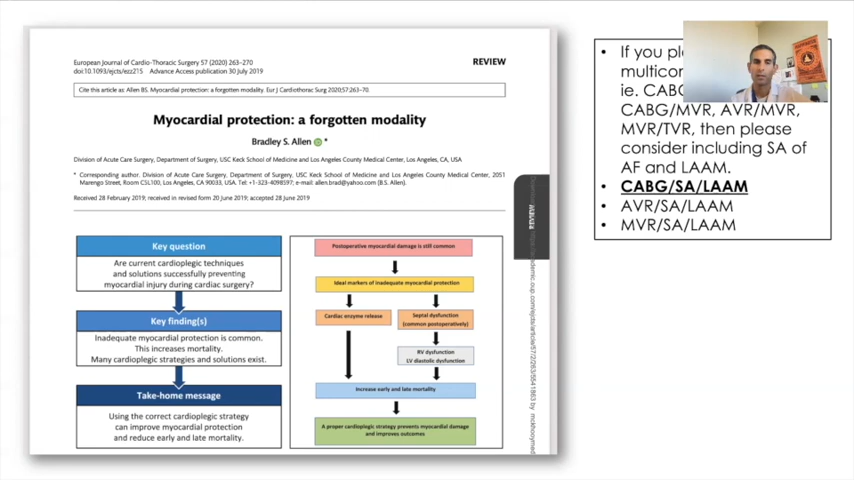 European Journal of Cardio-Thoracic Surgery 57 (2020) 263–270
doi:10.1093/ejcts/ezz215 Advance Access publication 30 July 2019
REVIEW
Cite this article as: Allen BS. Myocardial protection: a forgotten modality. Eur J Cardiothorac Surg 2020;57:263–70.
Myocardial protection: a forgotten modality
Bradley S. Allen *
Division of Acute Care Surgery, Department of Surgery, USC Keck School of Medicine and Los Angeles County Medical Center, Los Angeles, CA, USA
* Corresponding author. Division of Acute Care Surgery, Department of Surgery, USC Keck School of Medicine and Los Angeles County Medical Center, 2051
Marengo Street, Room C5L100, Los Angeles, CA 90033, USA. Tel: +1-323-4098597; e-mail: allen.brad@yahoo.com (B.S. Allen).
Received 28 February 2019; received in revised form 20 June 2019; accepted 28 June 2019
Key question
Are current cardioplegic techniques
and solutions successfully preventing
myocardial injury during cardiac surgery?
Key finding(s)
Inadequate myocardial protection is common.
This increases mortality.
Many cardioplegic strategies and solutions exist.
Take-home message
Using the correct cardioplegic strategy
can improve myocardial protection
and reduce early and late mortality.
Postoperative myocardial damage is still common
Ideal markers of inadequate myocardial protection
Cardiac enzyme release
Septal dysfunction
(common postoperatively)
RV dysfunction
LV diastolic dysfunction
Increase early and late mortality
A proper cardioplegic strategy prevents myocardial damage
and improves outcomes
• If you
multicom
ie. CABG
CABG/MVR, AVR/MVR,
MVR/TVR, then please
consider including SA of
AF and LAAM.
• CABG/SA/LAAM
• AVR/SA/LAAM
• MVR/SA/LAAM